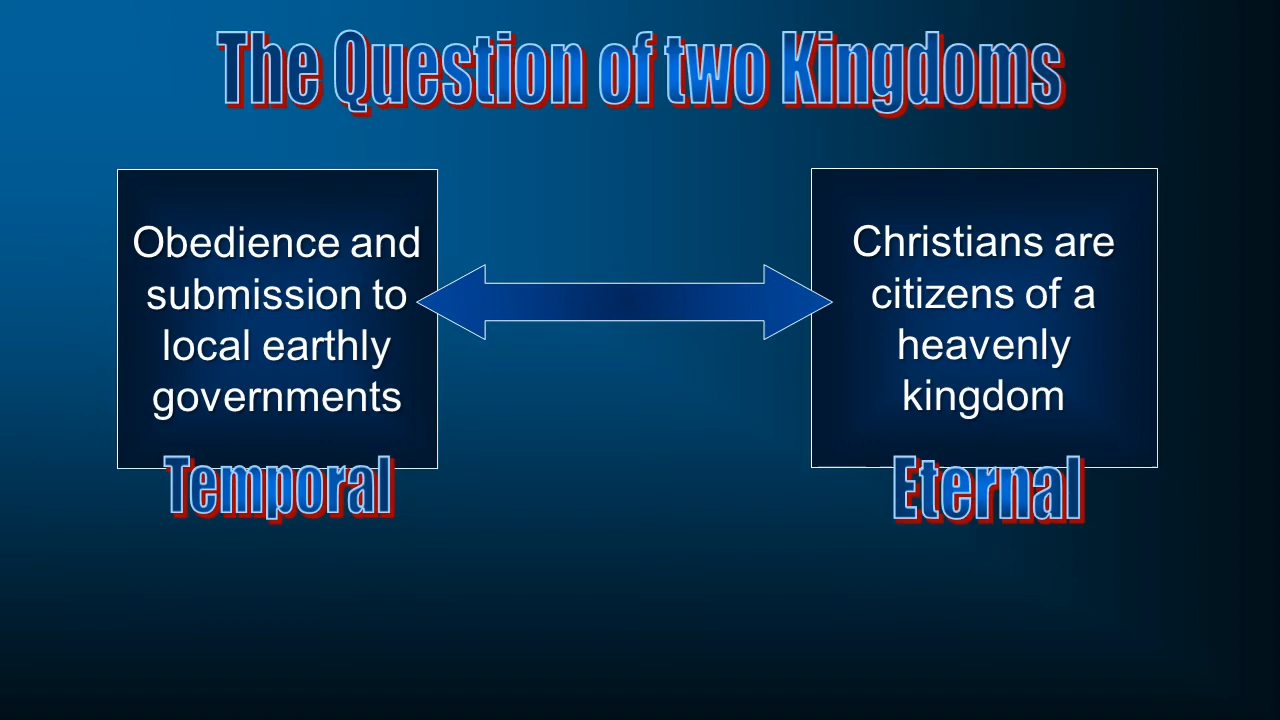 The Question of two Kingdoms
Obedience and
submission to
local earthly
governments
Temporal
Christians are
citizens of a
heavenly
kingdom
Eternal